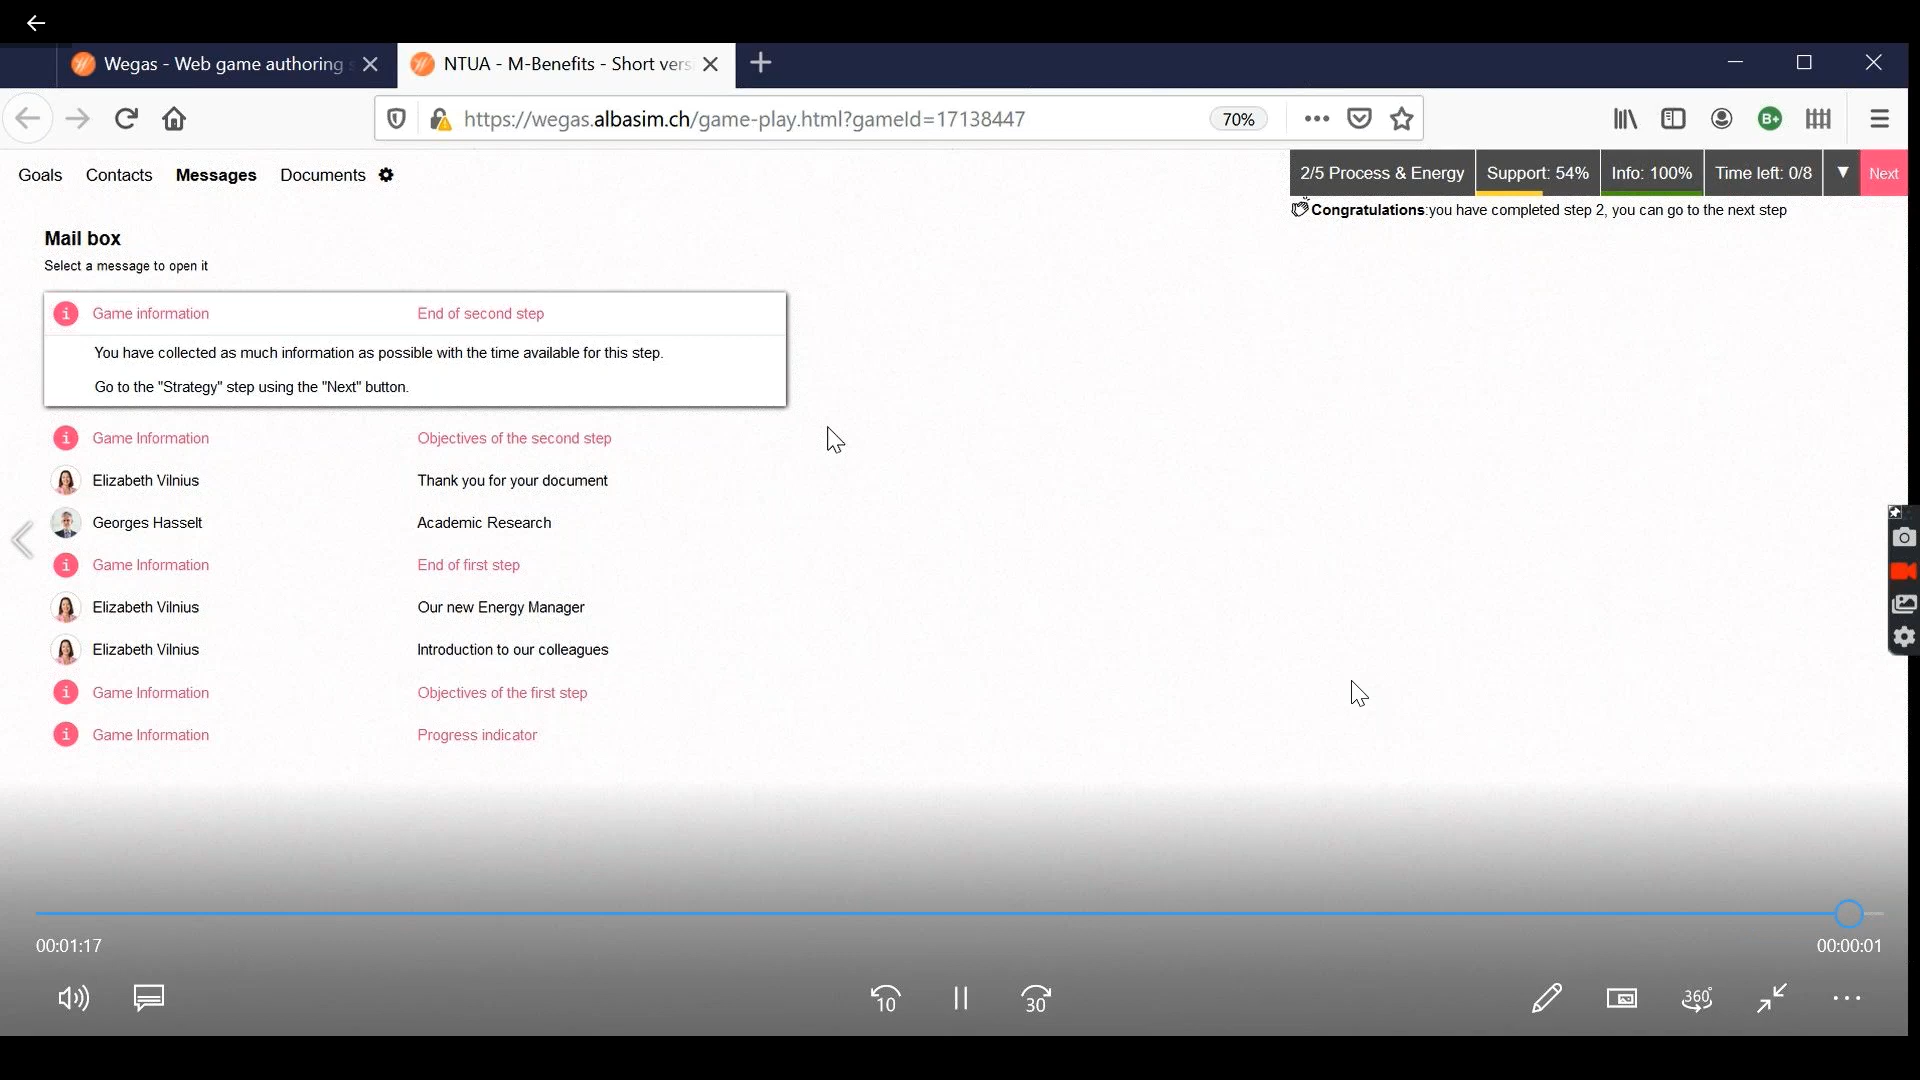 Wegas - Web game authoring s
NTUA - M-Benefits - Short vers
https://wegas.albasim.ch/game-play.html?gameId=17138447
70%
B+
Goals Contacts Messages Documents
2/5 Process & Energy Support: 54% Info: 100% Time left: 0/8 ▼ Next
Congratulations:you have completed step 2, you can go to the next step
Mail box
Select a message to open it
Game information End of second step
You have collected as much information as possible with the time available for this step.
Go to the "Strategy" step using the "Next" button.
Game Information Objectives of the second step
Elizabeth Vilnius Thank you for your document
Georges Hasselt Academic Research
Game Information End of first step
Elizabeth Vilnius Our new Energy Manager
Elizabeth Vilnius Introduction to our colleagues
Game Information Objectives of the first step
Game Information Progress indicator
00:01:17 00:00:01
10 30 360°